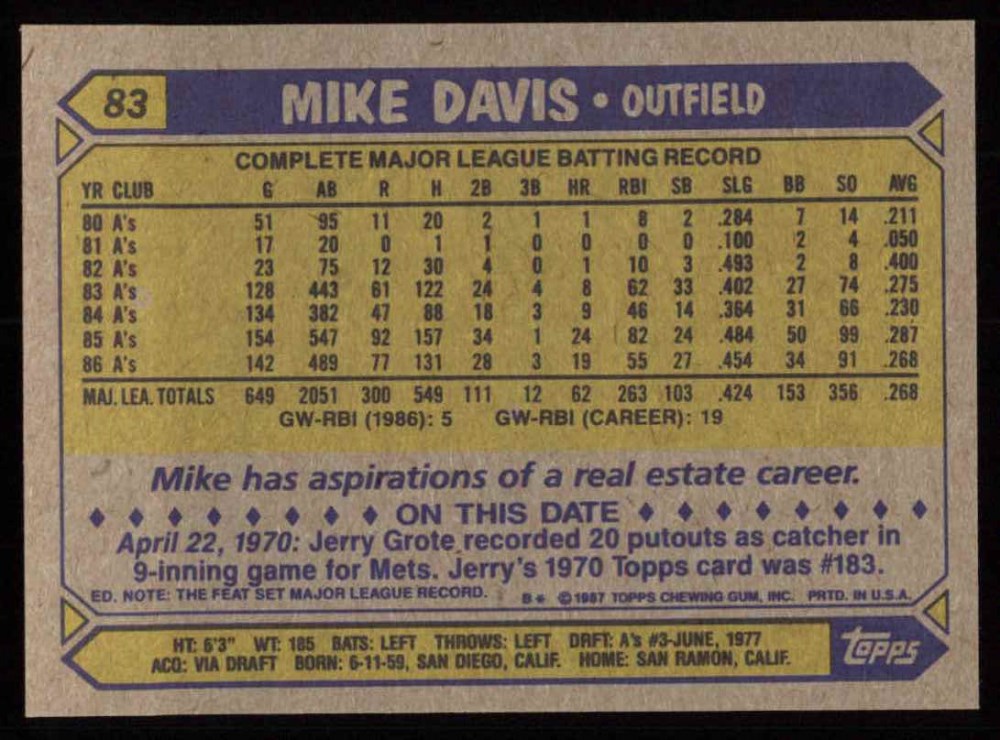 83 MIKE DAVIS • OUTFIELD
COMPLETE MAJOR LEAGUE BATTING RECORD
YR CLUB G AB R H 2B 3B HR RBI SB SLG BB SO AVG
80 A's 51 95 11 20 2 1 1 8 2 .284 7 14 .211
81 A's 17 20 0 1 1 0 0 0 0 .100 2 4 .050
82 A's 23 75 12 30 4 0 1 10 3 .493 2 8 .400
83 A's 128 443 61 122 24 4 8 62 33 .402 27 74 .275
84 A's 134 382 47 88 18 3 9 46 14 .364 31 66 .230
85 A's 154 547 92 157 34 1 24 82 24 .484 50 99 .287
86 A's 142 489 77 131 28 3 19 55 27 .454 34 91 .268
MAJ. LEA. TOTALS 649 2051 300 549 111 12 62 263 103 .424 153 356 .268
GW-RBI (1986): 5 GW-RBI (CAREER): 19
Mike has aspirations of a real estate career.
♦ ♦ ♦ ♦ ♦ ♦ ♦ ♦ ON THIS DATE ♦ ♦ ♦ ♦ ♦ ♦ ♦ ♦
April 22, 1970: Jerry Grote recorded 20 putouts as catcher in
9-inning game for Mets. Jerry's 1970 Topps card was #183.
ED. NOTE: THE FEAT SET MAJOR LEAGUE RECORD. B* © 1987 TOPPS CHEWING GUM, INC. PRTD. IN U.S.A.
HT: 6'3" WT: 185 BATS: LEFT THROWS: LEFT DRFT: A's #3-JUNE, 1977
ACQ: VIA DRAFT BORN: 6-11-59, SAN DIEGO, CALIF. HOME: SAN RAMON, CALIF.
topps